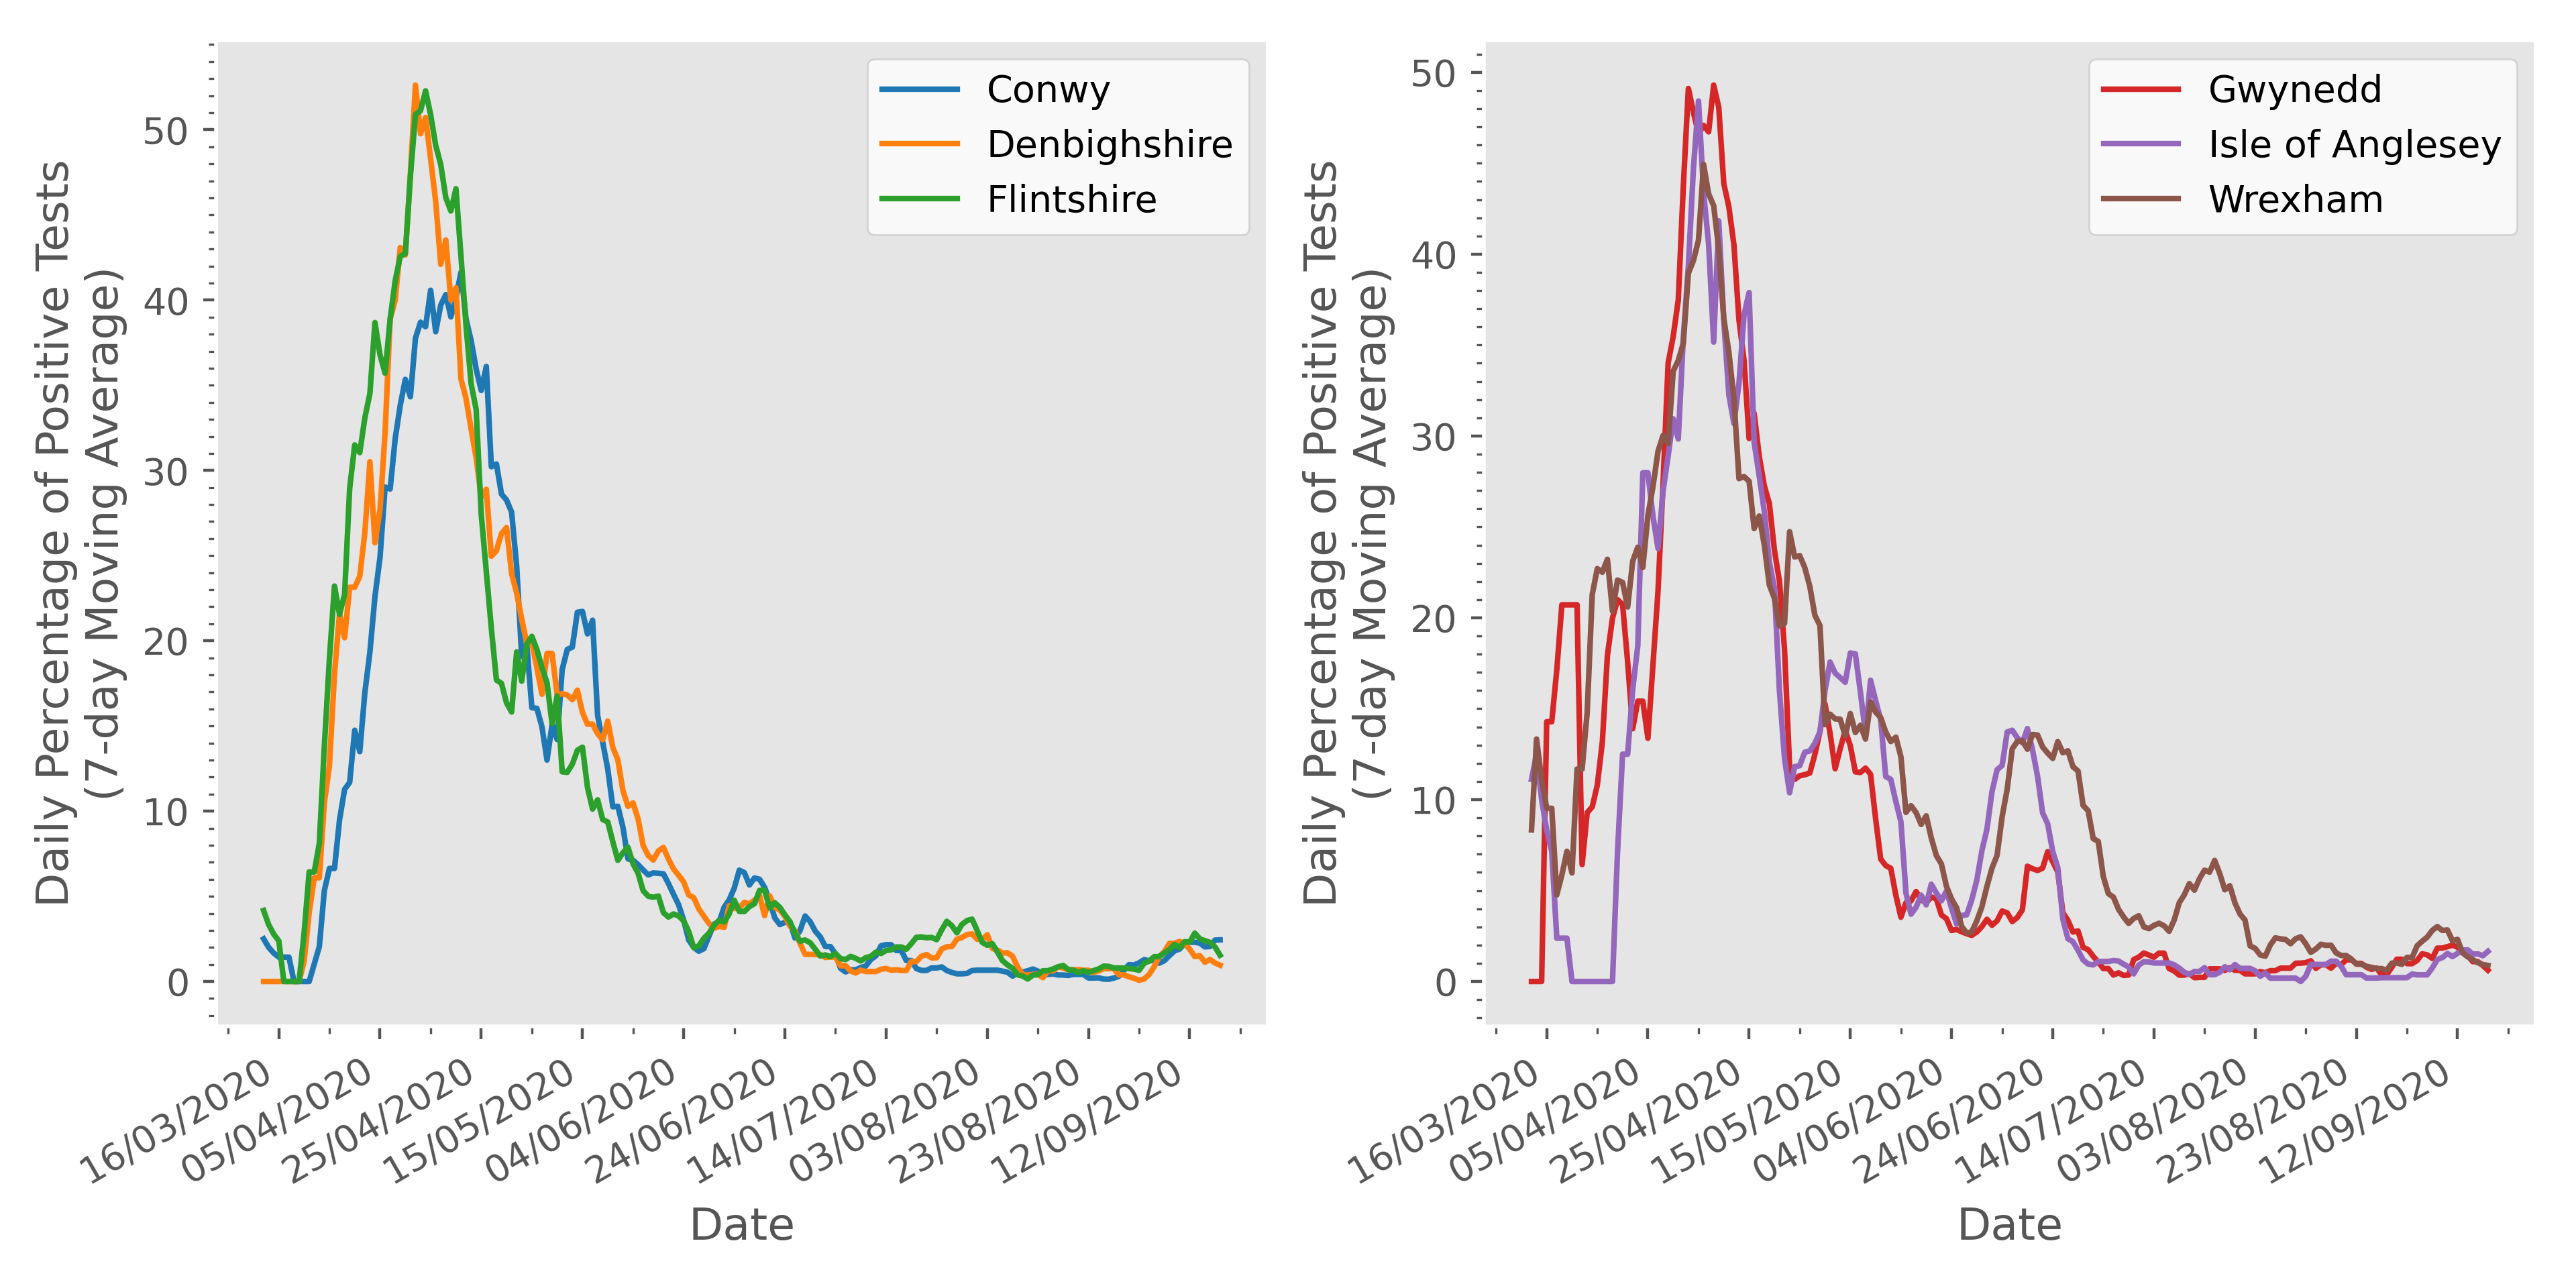 Daily Percentage of Positive Tests
(7-day Moving Average)
50
40
30
20
10
0
Conwy
Denbighshire
Flintshire
16/03/2020
05/04/2020
25/04/2020
15/05/2020
04/06/2020
24/06/2020
14/07/2020
03/08/2020
23/08/2020
12/09/2020
Date
Daily Percentage of Positive Tests
(7-day Moving Average)
50
40
30
20
10
0
Gwynedd
Isle of Anglesey
Wrexham
16/03/2020
05/04/2020
25/04/2020
15/05/2020
04/06/2020
24/06/2020
14/07/2020
03/08/2020
23/08/2020
12/09/2020
Date